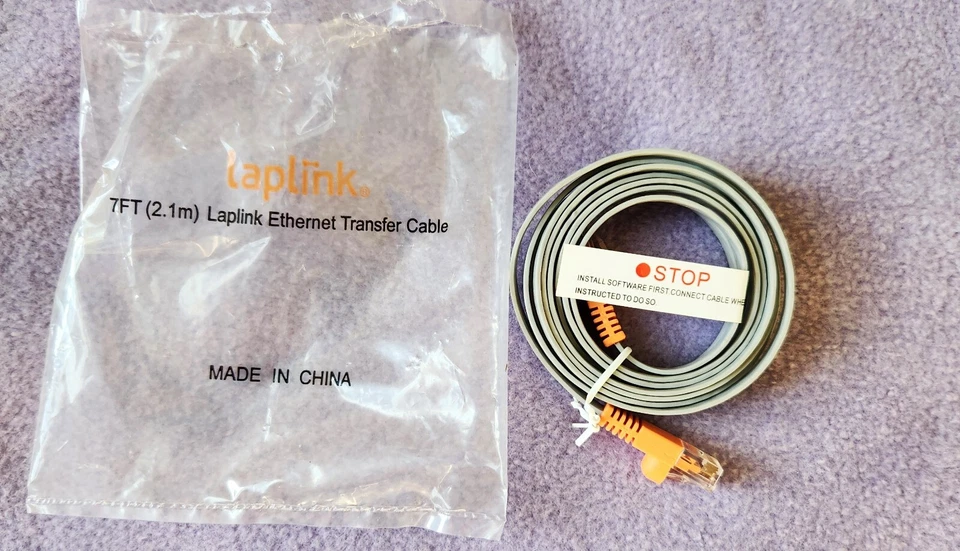 laplink®
7FT (2.1m) Laplink Ethernet Transfer Cable
MADE IN CHINA
STOP
INSTALL SOFTWARE FIRST CONNECT CABLE WHE
INSTRUCTED TO DO SO